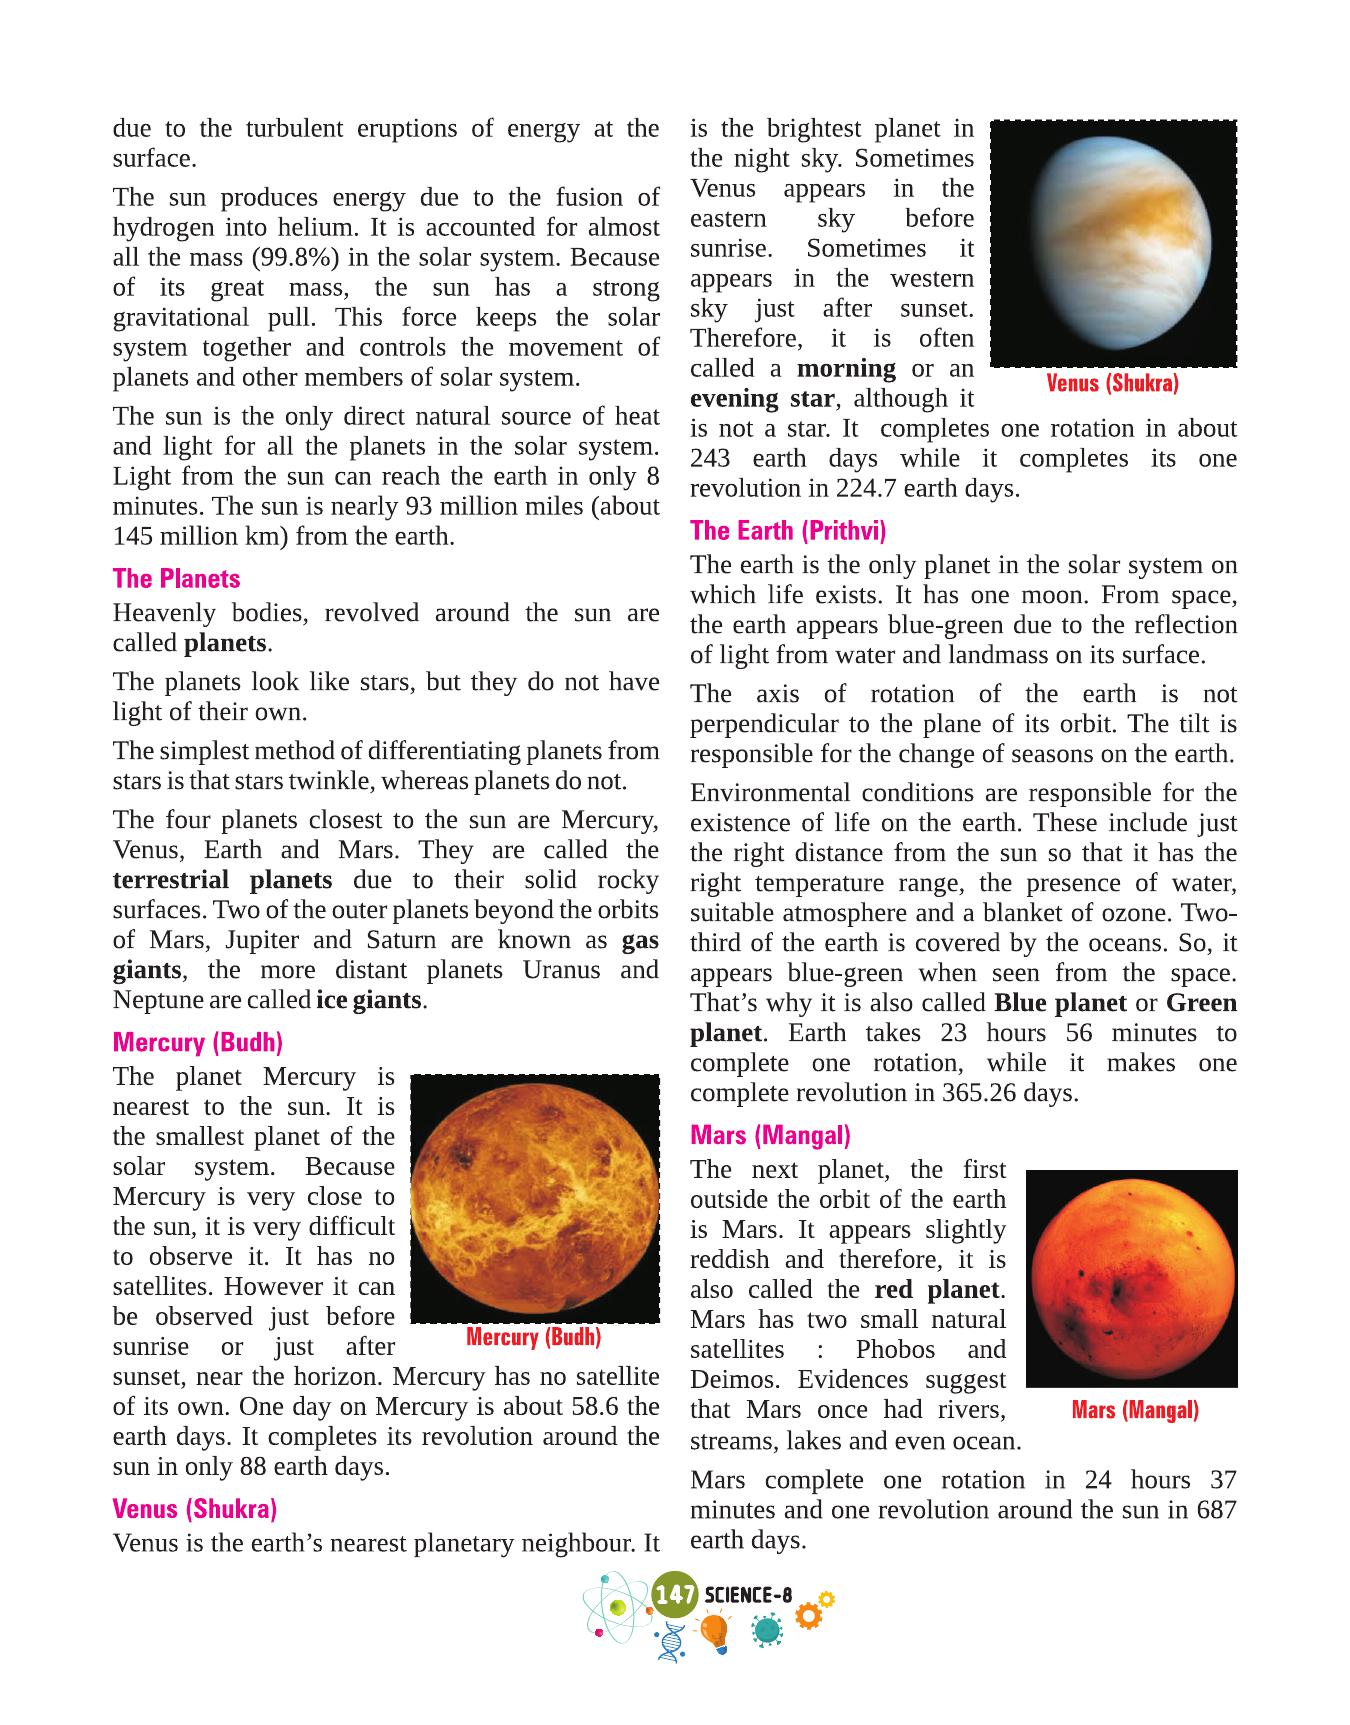 due to the turbulent eruptions of energy at the
surface.
The sun produces energy due to the fusion of
hydrogen into helium. It is accounted for almost
all the mass (99.8%) in the solar system. Because
of its great mass, the sun has a strong
gravitational pull. This force keeps the solar
system together and controls the movement of
planets and other members of solar system.
The sun is the only direct natural source of heat
and light for all the planets in the solar system.
Light from the sun can reach the earth in only 8
minutes. The sun is nearly 93 million miles (about
145 million km) from the earth.
The Planets
Heavenly bodies, revolved around the sun are
called planets.
The planets look like stars, but they do not have
light of their own.
The simplest method of differentiating planets from
stars is that stars twinkle, whereas planets do not.
The four planets closest to the sun are Mercury,
Venus, Earth and Mars. They are called the
terrestrial planets due to their solid rocky
surfaces. Two of the outer planets beyond the orbits
of Mars, Jupiter and Saturn are known as gas
giants, the more distant planets Uranus and
Neptune are called ice giants.
Mercury (Budh)
The planet Mercury is
nearest to the sun. It is
the smallest planet of the
solar system. Because
Mercury is very close to
the sun, it is very difficult
to observe it. It has no
satellites. However it can
be observed just before
sunrise or just after
Mercury (Budh)
sunset, near the horizon. Mercury has no satellite
of its own. One day on Mercury is about 58.6 the
earth days. It completes its revolution around the
sun in only 88 earth days.
Venus (Shukra)
Venus is the earth's nearest planetary neighbour. It
is the brightest planet in
the night sky. Sometimes
Venus appears in the
eastern sky before
sunrise. Sometimes it
appears in the western
sky just after sunset.
Therefore, it is often
called a morning or an
Venus (Shukra)
evening star, although it
is not a star. It completes one rotation in about
243 earth days while it completes its one
revolution in 224.7 earth days.
The Earth (Prithvi)
The earth is the only planet in the solar system on
which life exists. It has one moon. From space,
the earth appears blue-green due to the reflection
of light from water and landmass on its surface.
The axis of rotation of the earth is not
perpendicular to the plane of its orbit. The tilt is
responsible for the change of seasons on the earth.
Environmental conditions are responsible for the
existence of life on the earth. These include just
the right distance from the sun so that it has the
right temperature range, the presence of water,
suitable atmosphere and a blanket of ozone. Two-
third of the earth is covered by the oceans. So, it
appears blue-green when seen from the space.
That's why it is also called Blue planet or Green
planet. Earth takes 23 hours 56 minutes to
complete one rotation, while it makes one
complete revolution in 365.26 days.
Mars (Mangal)
The next planet, the first
outside the orbit of the earth
is Mars. It appears slightly
reddish and therefore, it is
also called the red planet.
Mars has two small natural
satellites : Phobos and
Deimos. Evidences suggest
that Mars once had rivers,
Mars (Mangal)
streams, lakes and even ocean.
Mars complete one rotation in 24 hours 37
minutes and one revolution around the sun in 687
earth days.
147 SCIENCE-8